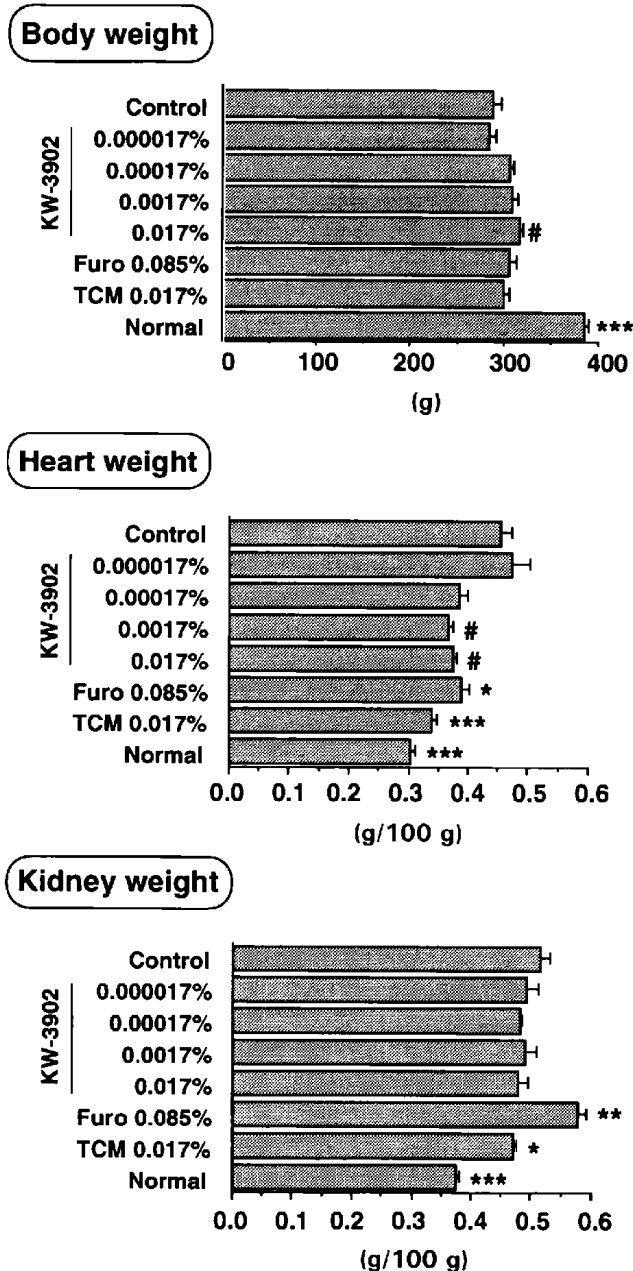 Body weight
Control
KW-3902
0.000017%
0.00017%
0.0017%
0.017% #
Furo 0.085%
TCM 0.017%
Normal ***
0 100 200 300 400
(g)
Heart weight
Control
KW-3902
0.000017%
0.00017%
0.0017% #
0.017% #
Furo 0.085% *
TCM 0.017% ***
Normal ***
0.0 0.1 0.2 0.3 0.4 0.5 0.6
(g/100 g)
Kidney weight
Control
KW-3902
0.000017%
0.00017%
0.0017%
0.017%
Furo 0.085% **
TCM 0.017% *
Normal ***
0.0 0.1 0.2 0.3 0.4 0.5 0.6
(g/100 g)